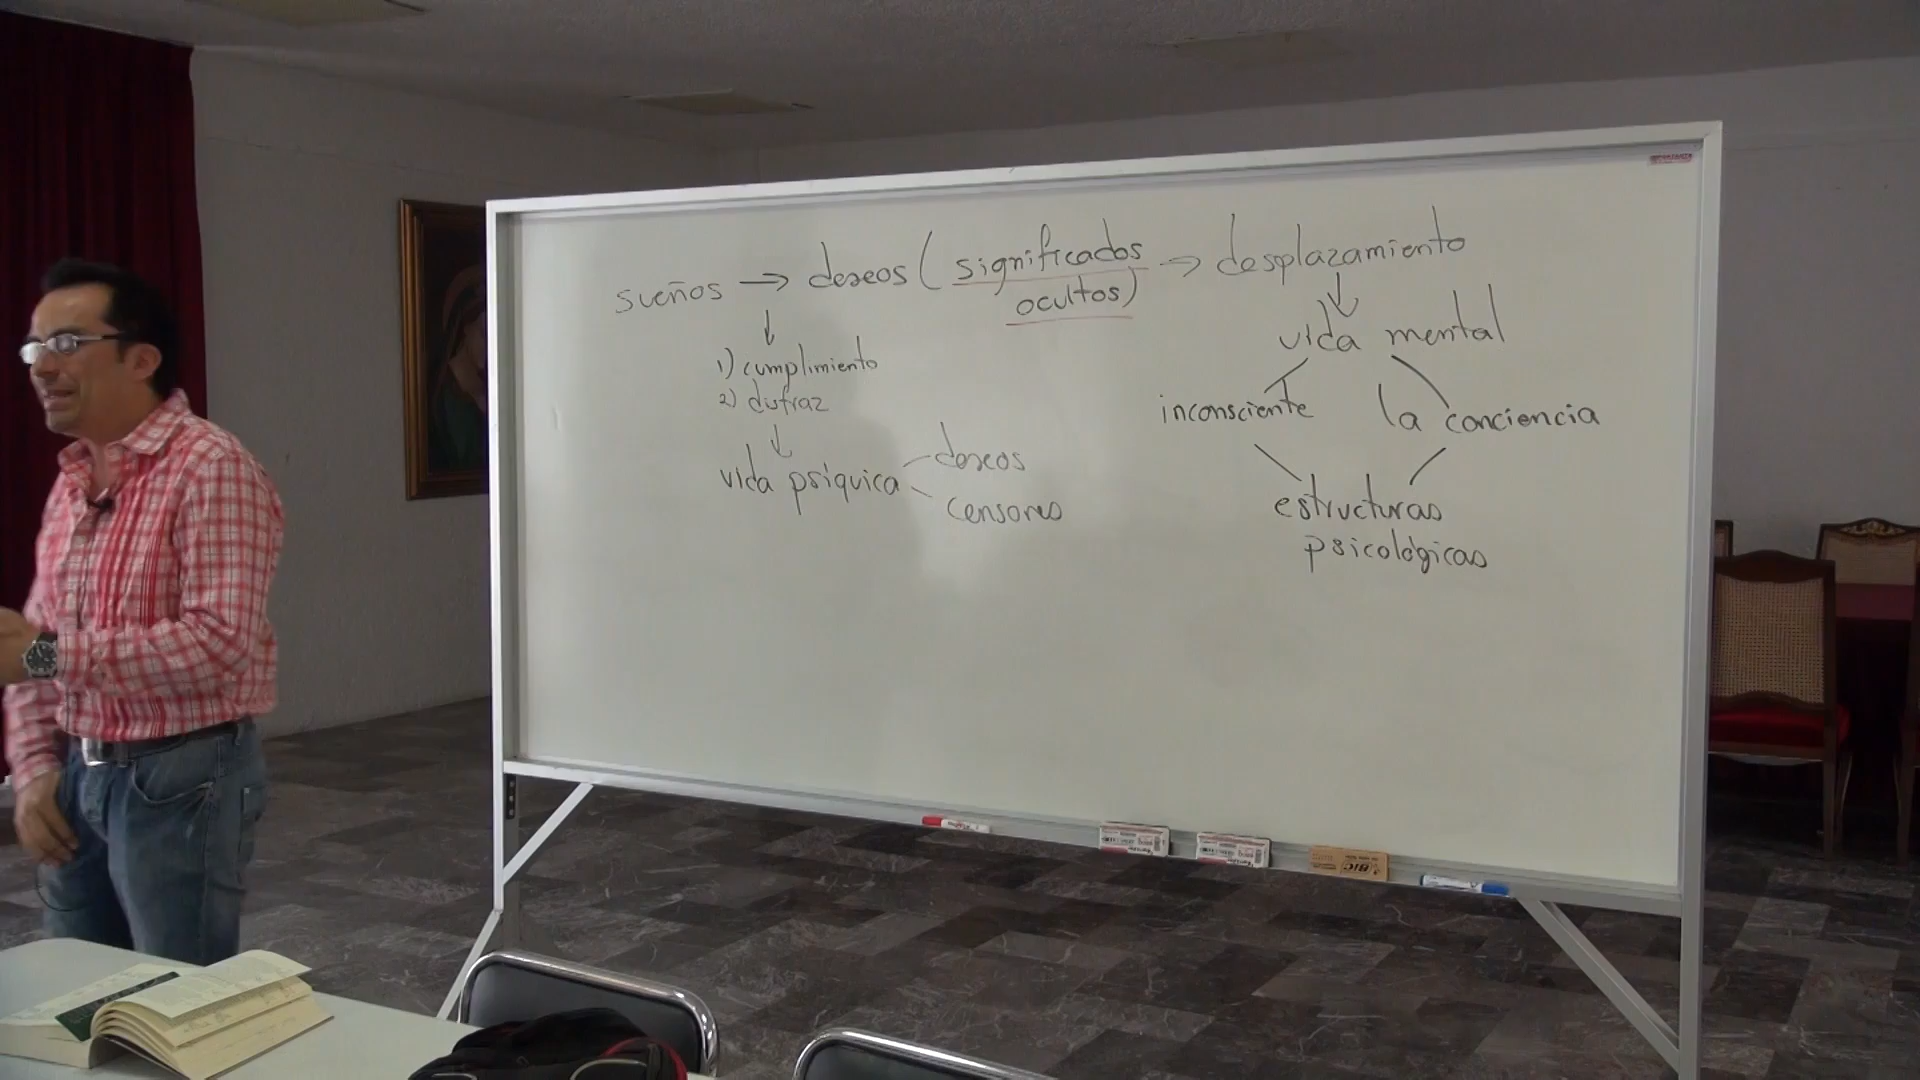 sueños → deseos (significados → desplazamiento
ocultos)
↓
1) cumplimiento
2) disfraz
↓
vida psíquica
deseos
censores
↓
vida mental
inconsciente
la conciencia
estructuras
psicológicas
BIC